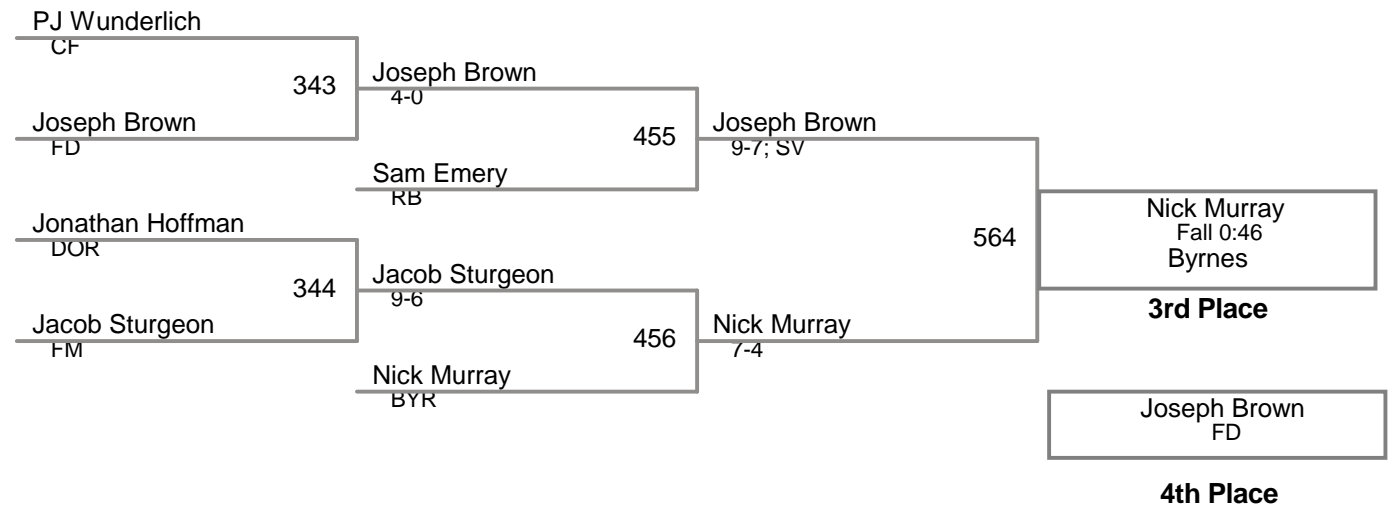 PJ Wunderlich
CF
343
Joseph Brown
FD
Joseph Brown
4-0
455
Sam Emery
RB
Joseph Brown
9-7; SV
Jonathan Hoffman
DOR
344
Jacob Sturgeon
FM
Jacob Sturgeon
9-6
456
Nick Murray
BYR
Nick Murray
7-4
564
Nick Murray
Fall 0:46
Byrnes
3rd Place
Joseph Brown
FD
4th Place